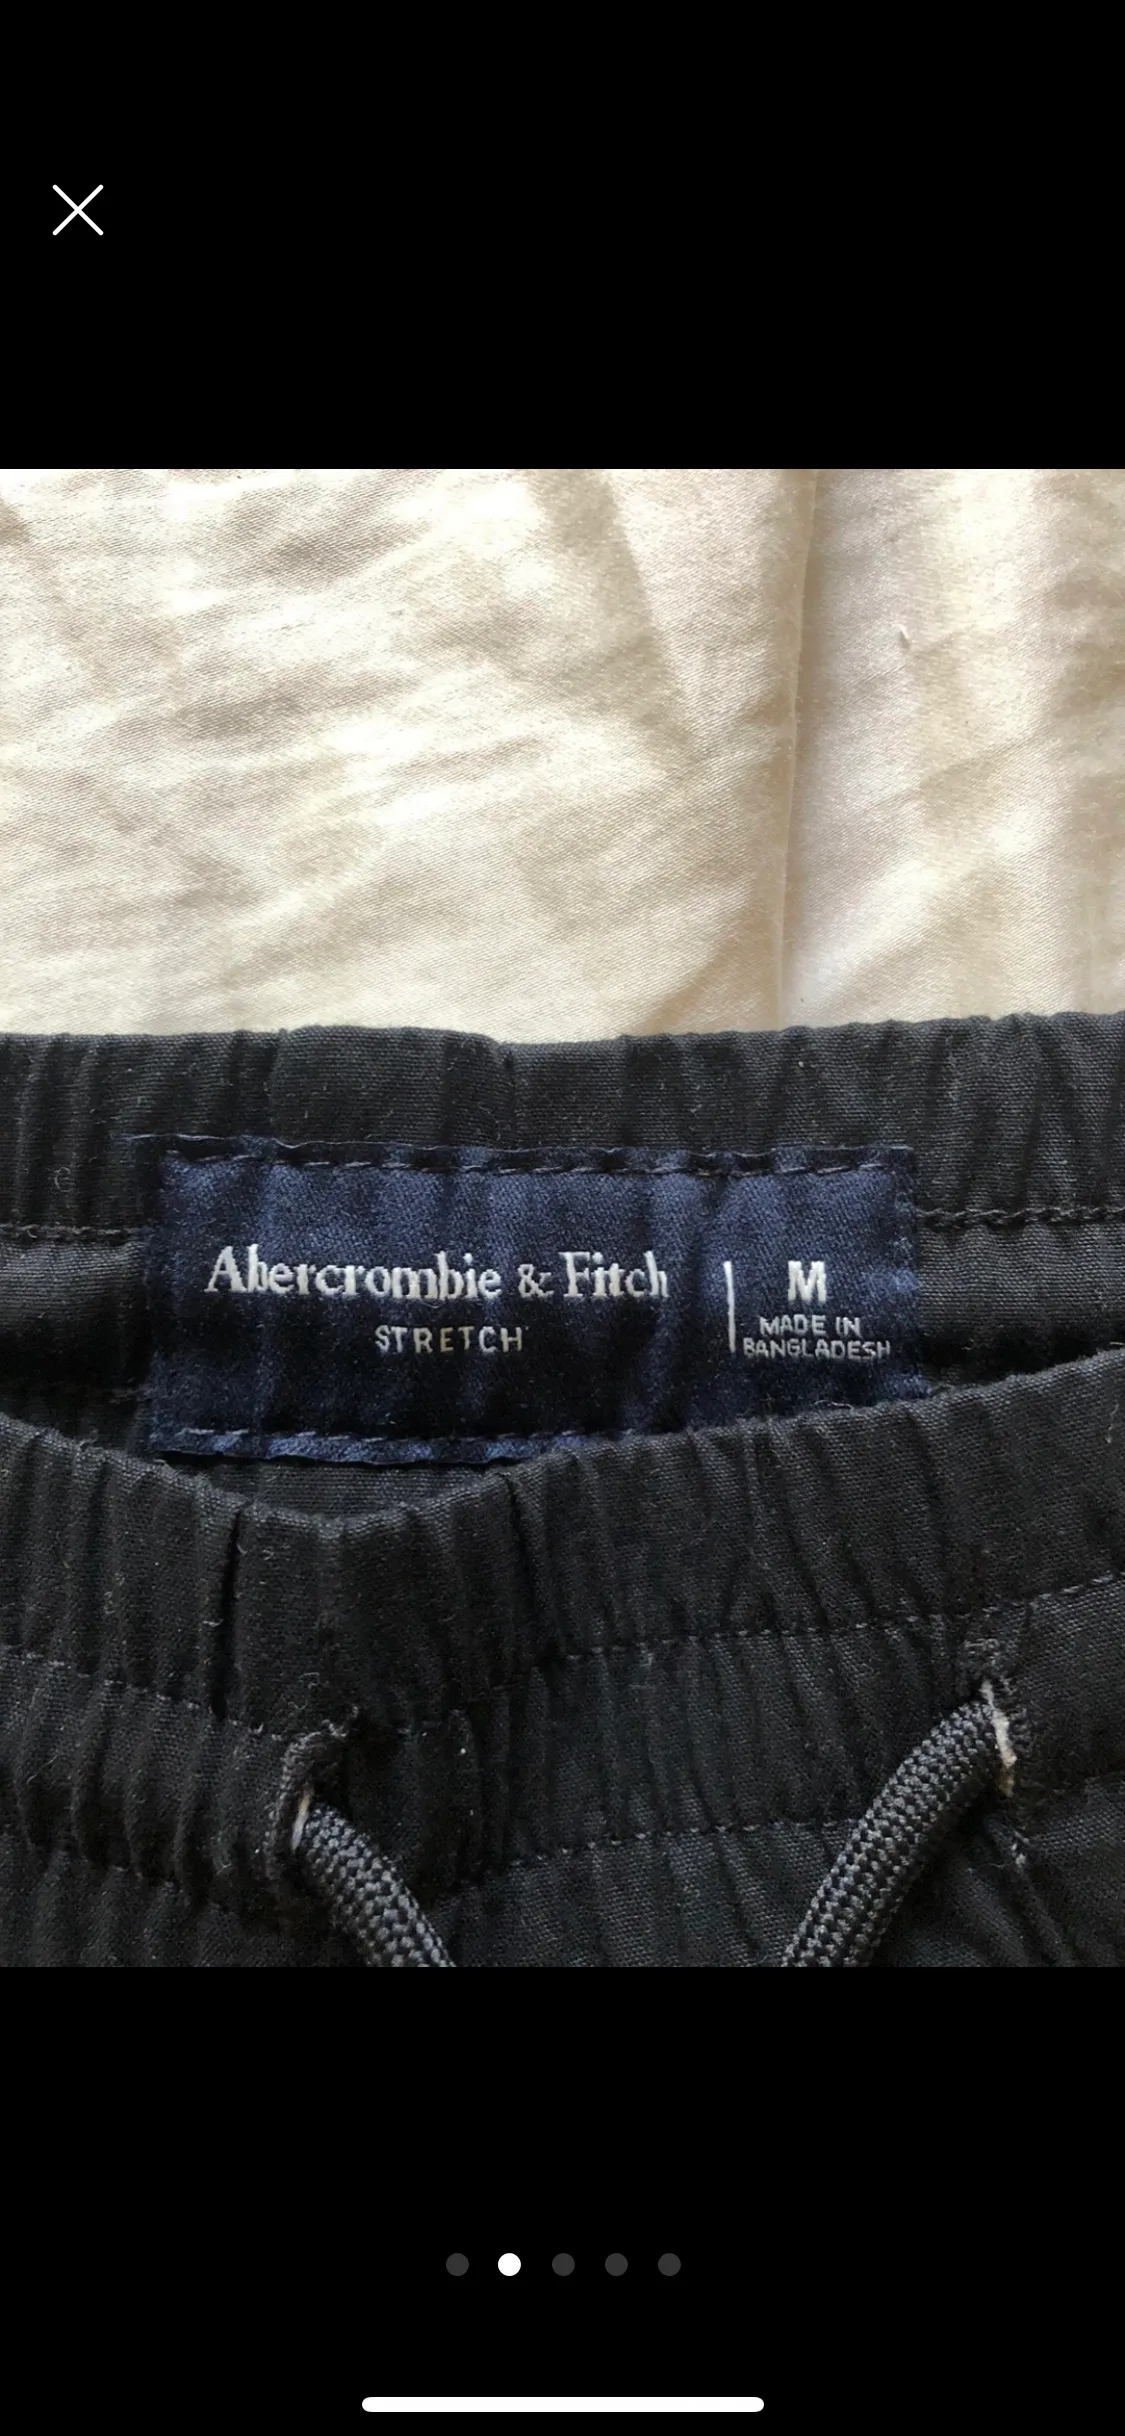 Abercrombie & Fitch
STRETCH
M
MADE IN
BANGLADESH